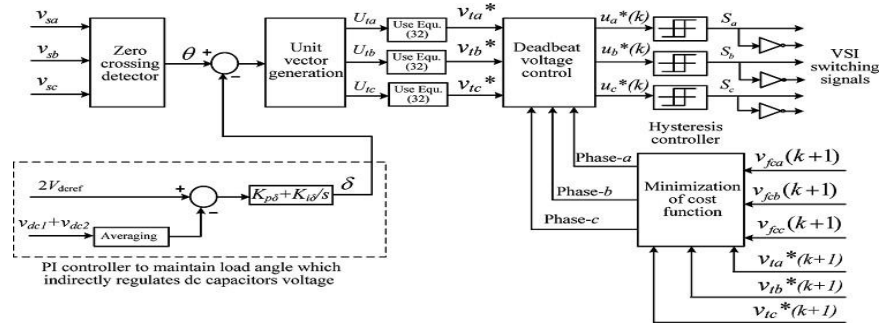 v_sa
v_sb
v_sc
Zero
crossing
detector
θ
+
−
Unit
vector
generation
U_ta
U_tb
U_tc
Use Equ.
(32)
Use Equ.
(32)
Use Equ.
(32)
v_ta*
v_tb*
v_tc*
Deadbeat
voltage
control
u_a*(k)
u_b*(k)
u_c*(k)
S_a
S_b
S_c
VSI
switching
signals
Hysteresis
controller
Phase-a
Phase-b
Phase-c
Minimization
of cost
function
v_fca(k+1)
v_fcb(k+1)
v_fcc(k+1)
v_ta*(k+1)
v_tb*(k+1)
v_tc*(k+1)
2V_dcref
+
−
K_pδ+K_iδ/s
δ
v_dc1+v_dc2
Averaging
PI controller to maintain load angle which
indirectly regulates dc capacitors voltage